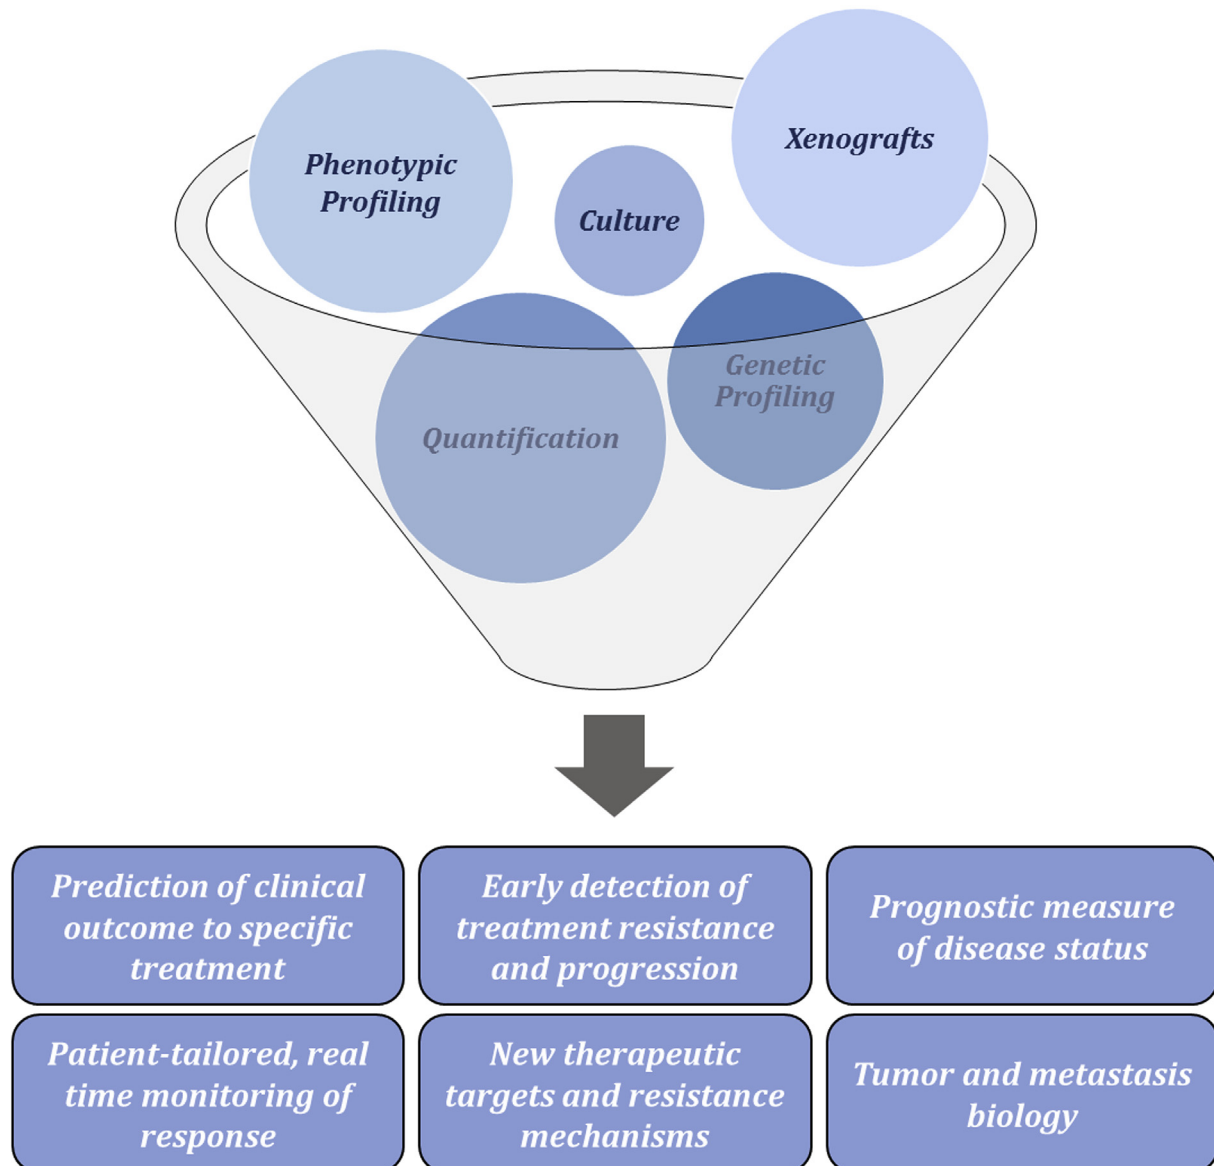 Phenotypic
Profiling
Culture
Xenografts
Quantification
Genetic
Profiling
Prediction of clinical
outcome to specific
treatment
Early detection of
treatment resistance
and progression
Prognostic measure
of disease status
Patient-tailored, real
time monitoring of
response
New therapeutic
targets and resistance
mechanisms
Tumor and metastasis
biology